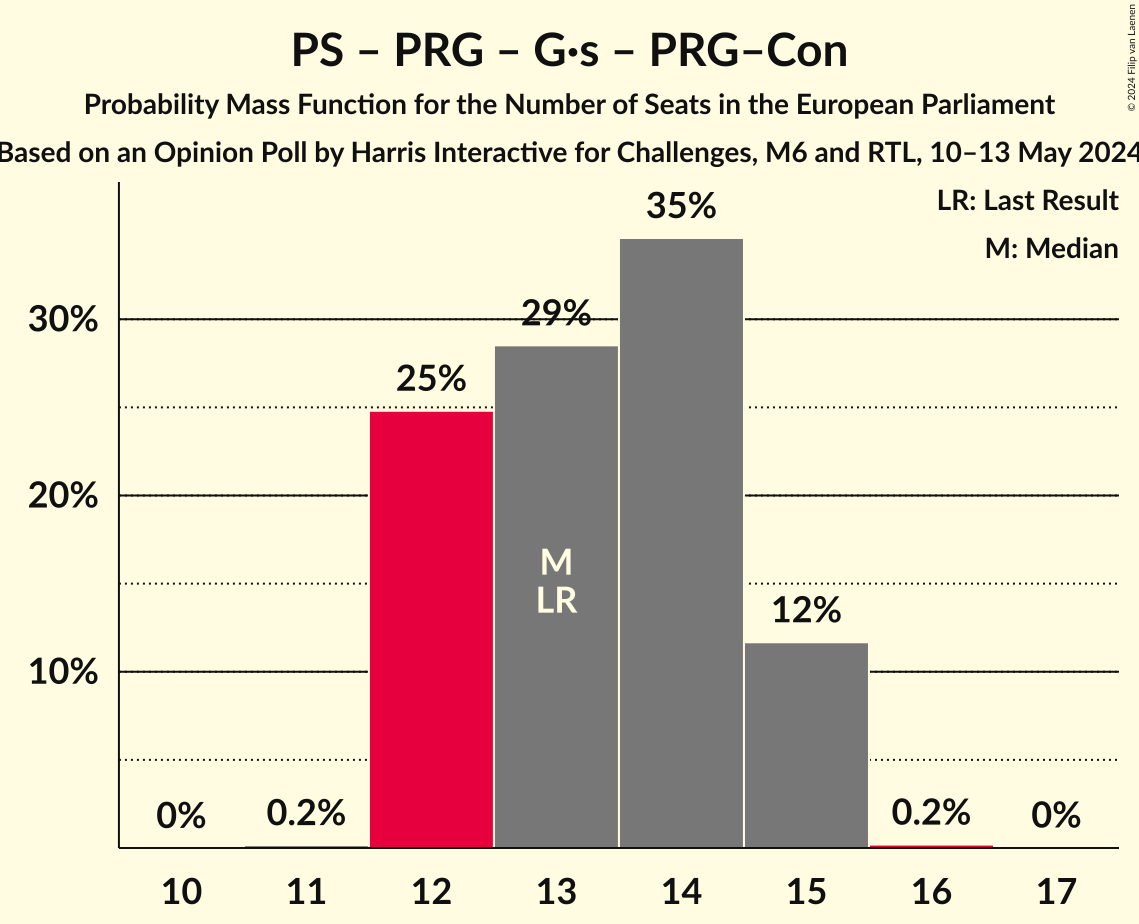 PS – PRG – G•s – PRG–Con
Probability Mass Function for the Number of Seats in the European Parliament
Based on an Opinion Poll by Harris Interactive for Challenges, M6 and RTL, 10–13 May 2024
© 2024 Filip van Laenen
LR: Last Result
M: Median
35%
29%
25%
12%
0%
0.2%
0.2%
0%
M
LR
30%
20%
10%
10
11
12
13
14
15
16
17